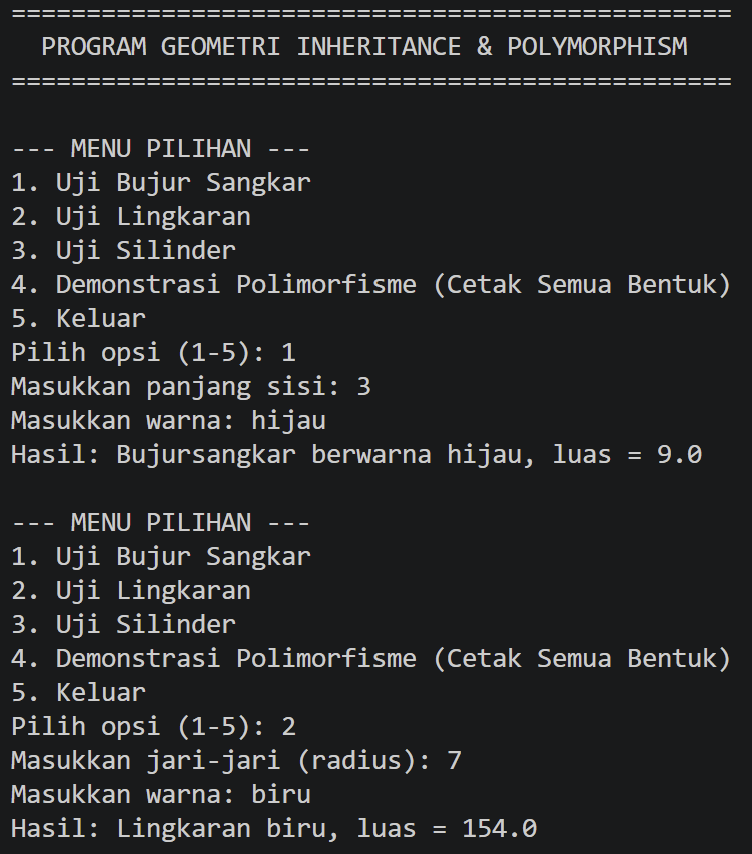 ================================================
  PROGRAM GEOMETRI INHERITANCE & POLYMORPHISM
================================================

--- MENU PILIHAN ---
1. Uji Bujur Sangkar
2. Uji Lingkaran
3. Uji Silinder
4. Demonstrasi Polimorfisme (Cetak Semua Bentuk)
5. Keluar
Pilih opsi (1-5): 1
Masukkan panjang sisi: 3
Masukkan warna: hijau
Hasil: Bujursangkar berwarna hijau, luas = 9.0

--- MENU PILIHAN ---
1. Uji Bujur Sangkar
2. Uji Lingkaran
3. Uji Silinder
4. Demonstrasi Polimorfisme (Cetak Semua Bentuk)
5. Keluar
Pilih opsi (1-5): 2
Masukkan jari-jari (radius): 7
Masukkan warna: biru
Hasil: Lingkaran biru, luas = 154.0